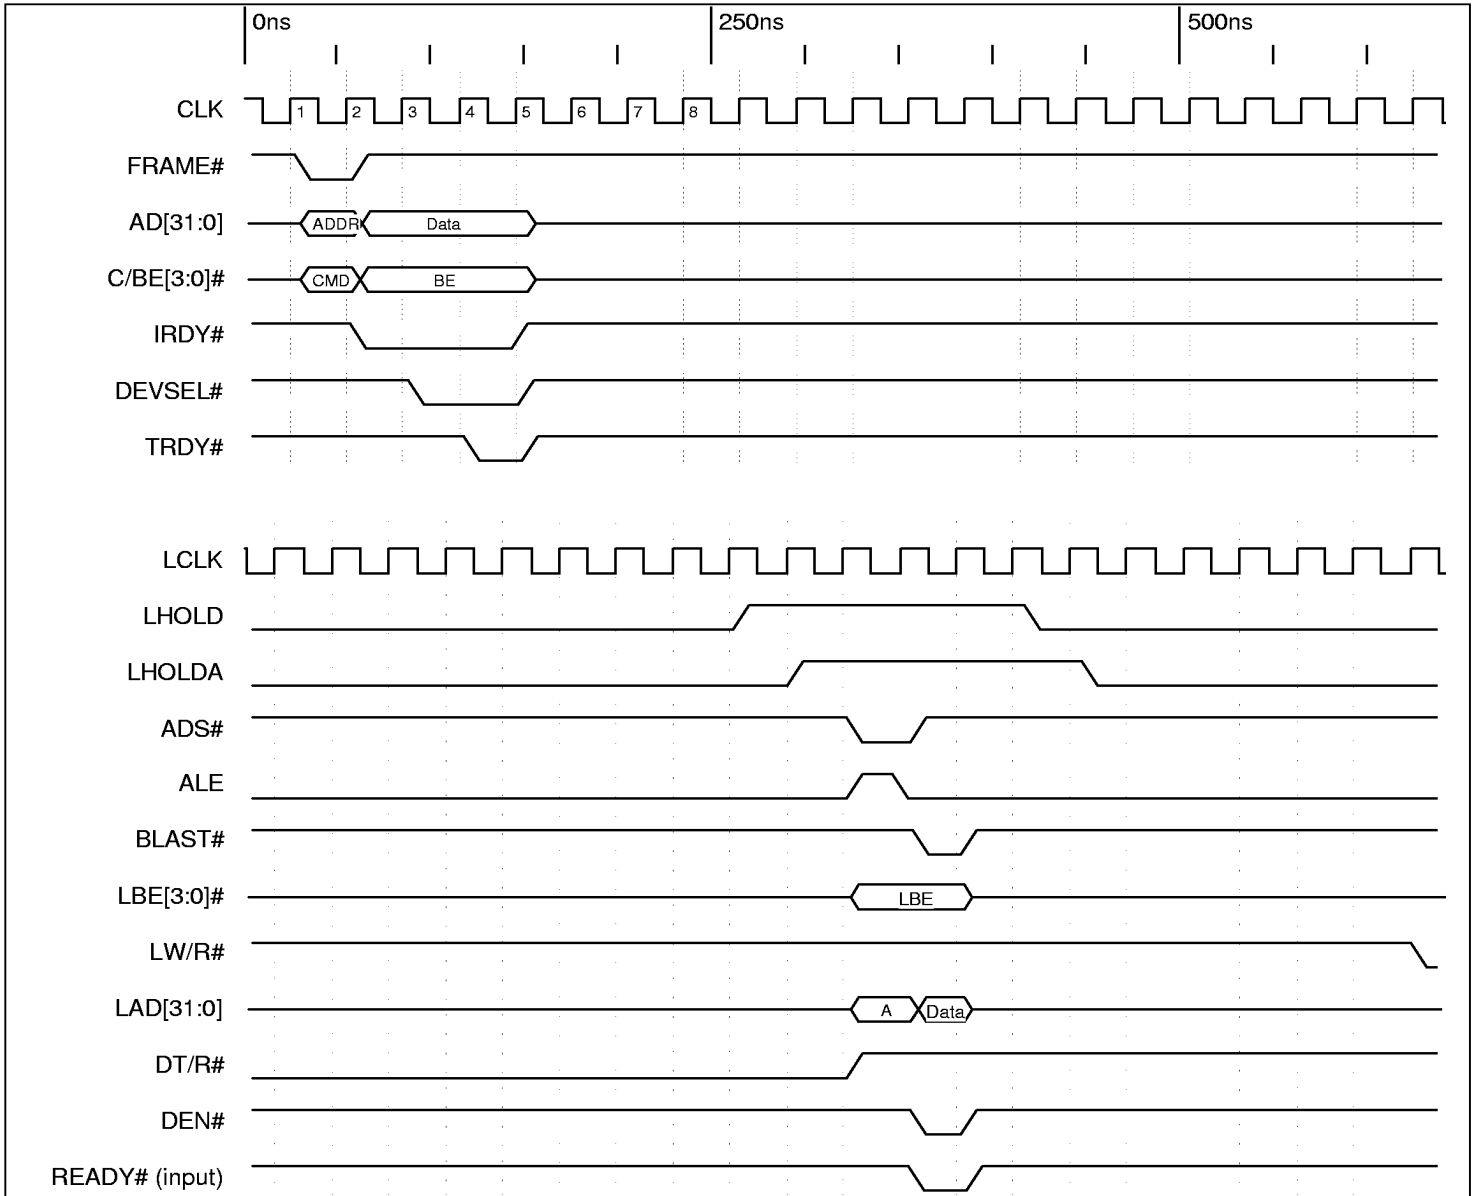 0ns 250ns 500ns
CLK 1 2 3 4 5 6 7 8
FRAME#
AD[31:0] ADDR Data
C/BE[3:0]# CMD BE
IRDY#
DEVSEL#
TRDY#
LCLK
LHOLD
LHOLDA
ADS#
ALE
BLAST#
LBE[3:0]# LBE
LW/R#
LAD[31:0] A Data
DT/R#
DEN#
READY# (input)